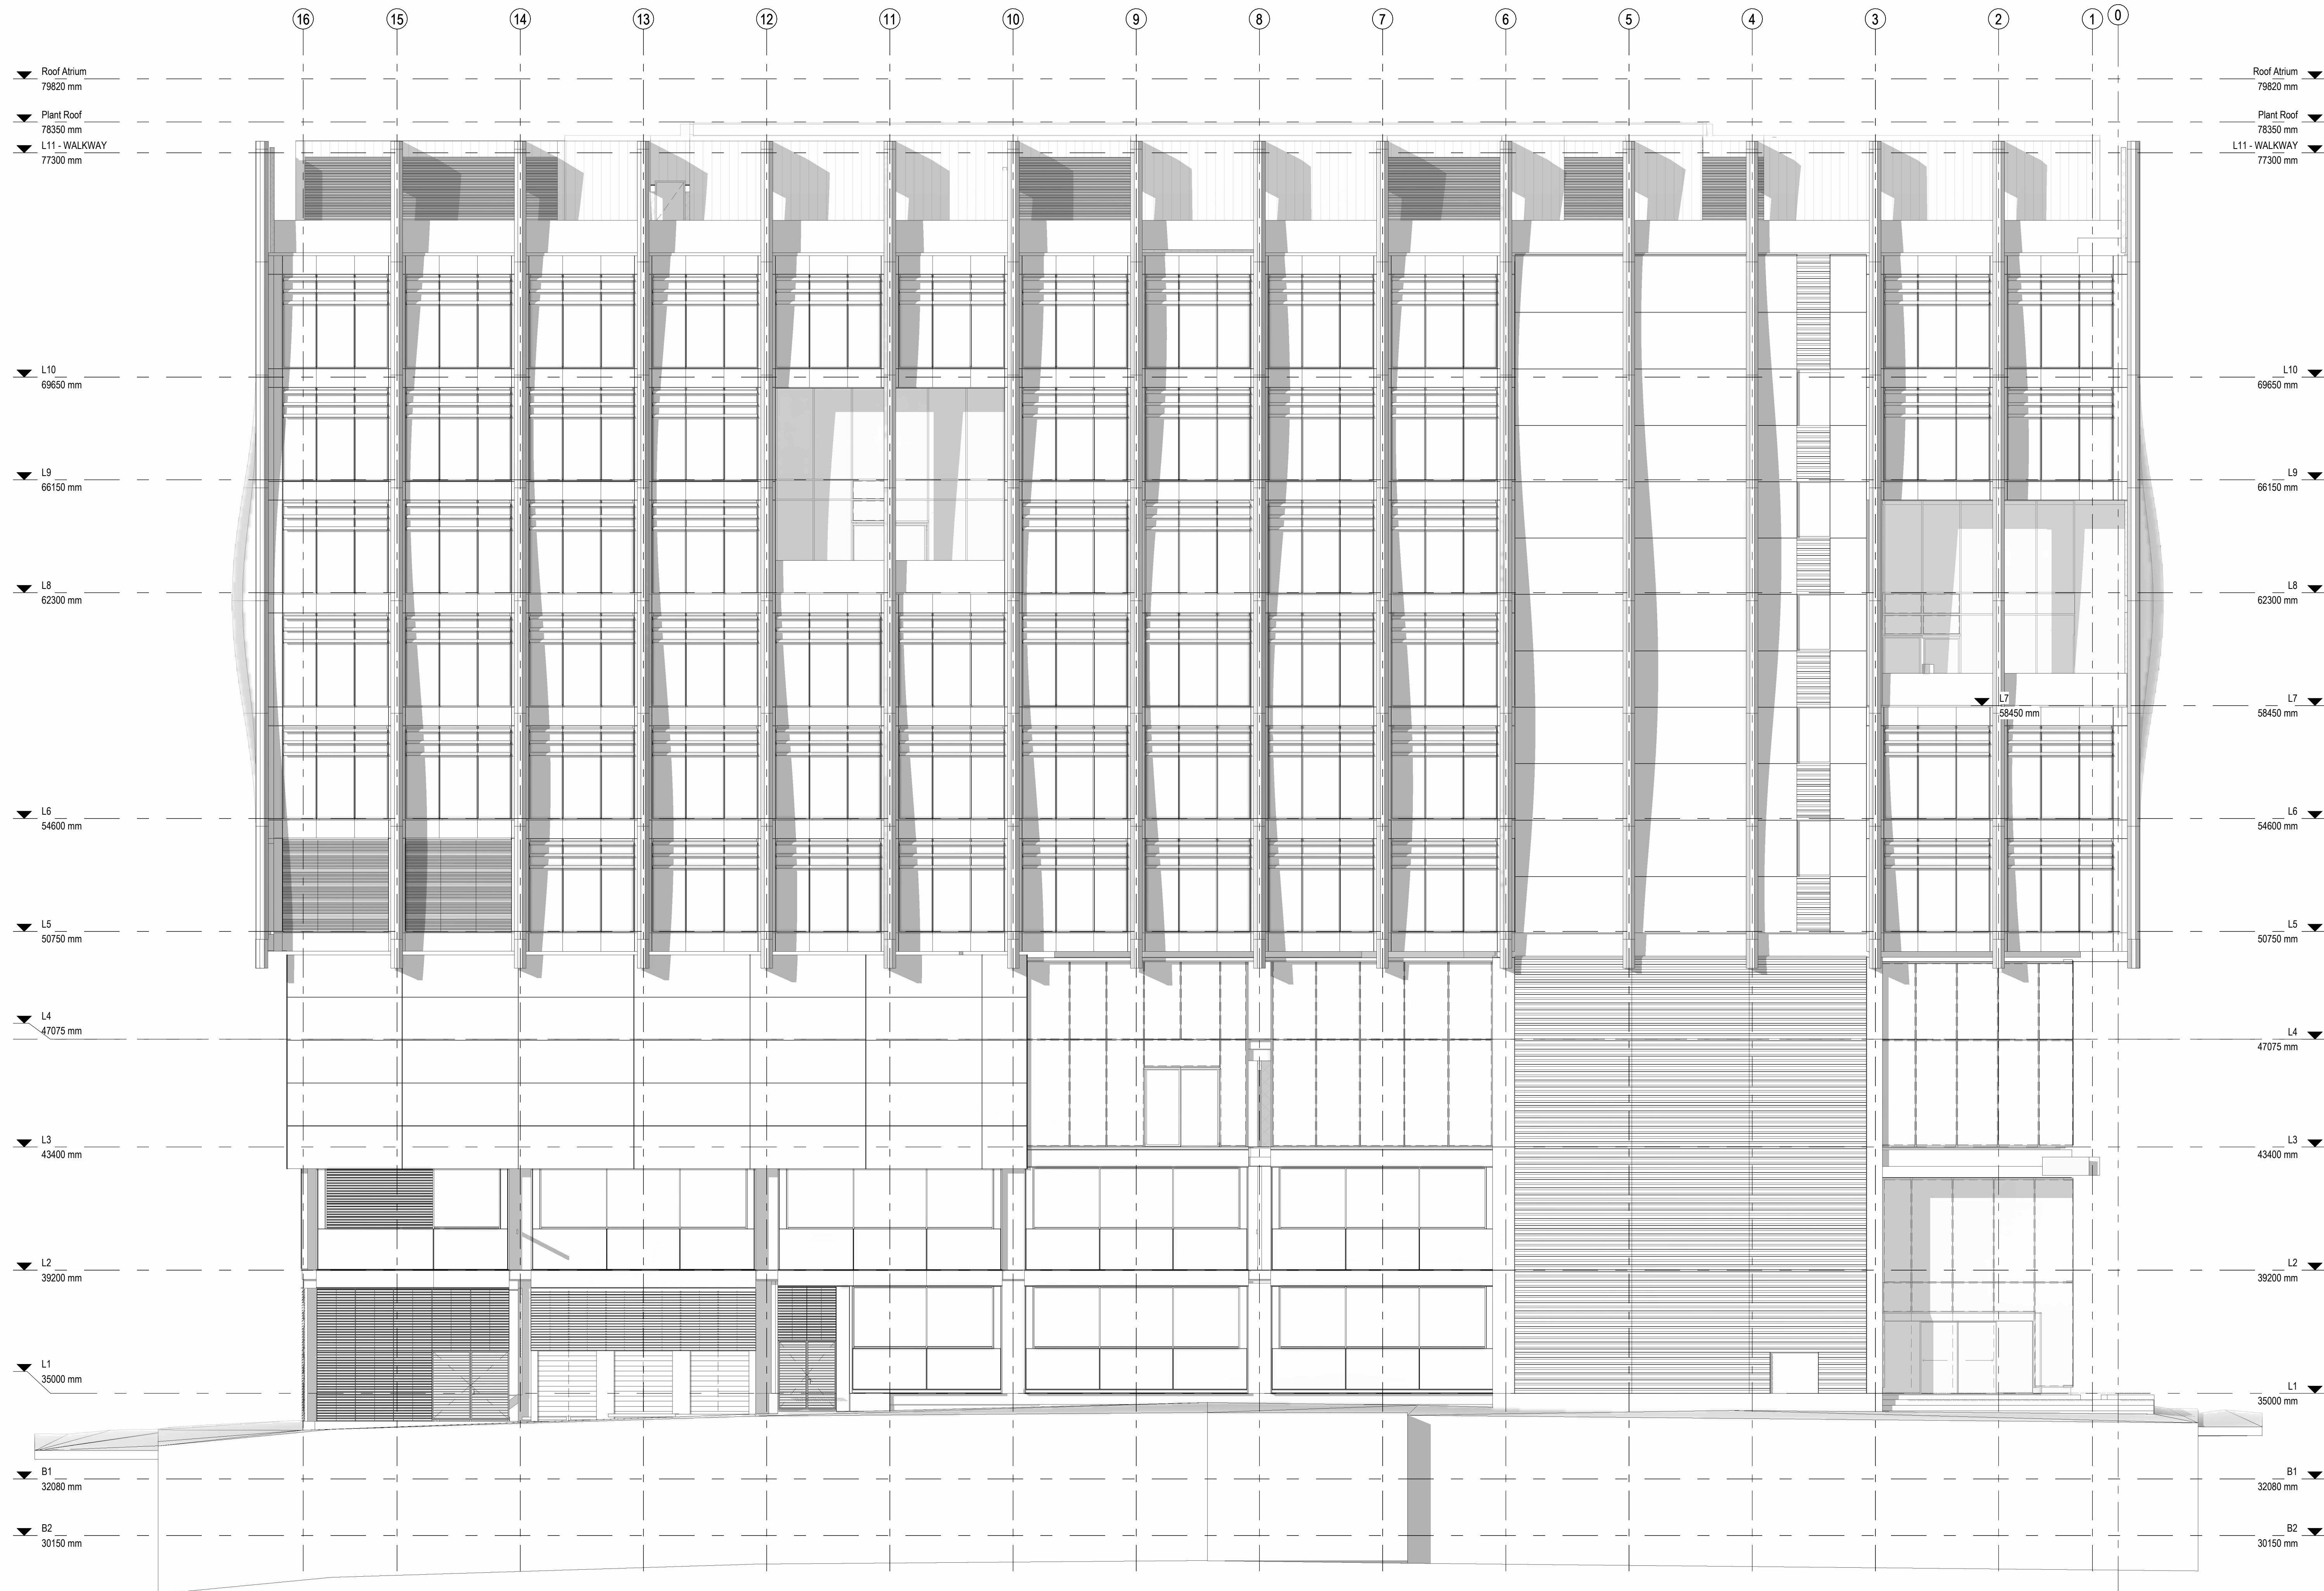 16 15 14 13 12 11 10 9 8 7 6 5 4 3 2 1 0
Roof Atrium
79820 mm
Roof Atrium
79820 mm
Plant Roof
78350 mm
Plant Roof
78350 mm
L11 - WALKWAY
77300 mm
L11 - WALKWAY
77300 mm
L10
69650 mm
L10
69650 mm
L9
66150 mm
L9
66150 mm
L8
62300 mm
L8
62300 mm
L7
58450 mm
L7
58450 mm
L6
54600 mm
L6
54600 mm
L5
50750 mm
L5
50750 mm
L4
47075 mm
L4
47075 mm
L3
43400 mm
L3
43400 mm
L2
39200 mm
L2
39200 mm
L1
35000 mm
L1
35000 mm
B1
32080 mm
B1
32080 mm
B2
30150 mm
B2
30150 mm